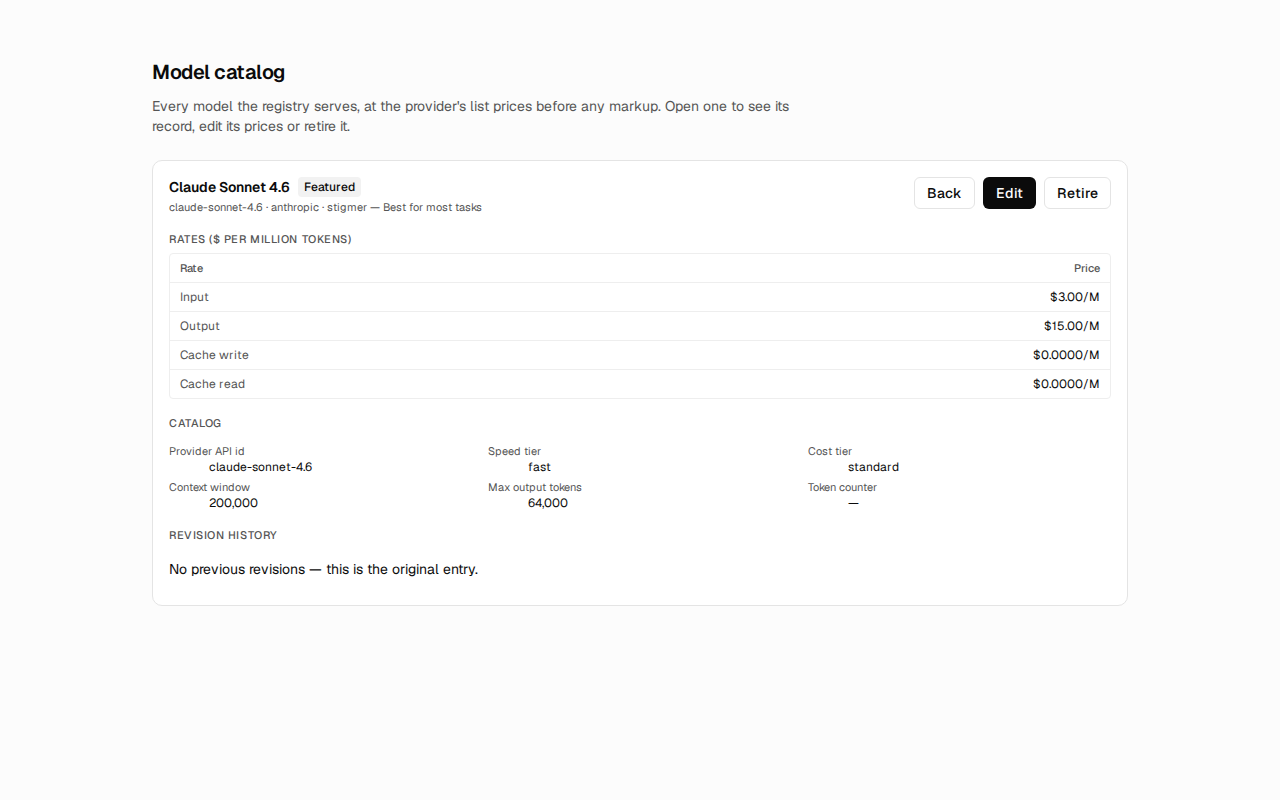 Model catalog
Every model the registry serves, at the provider's list prices before any markup. Open one to see its
record, edit its prices or retire it.
Claude Sonnet 4.6 Featured
claude-sonnet-4.6 · anthropic · stigmer — Best for most tasks
Back Edit Retire
RATES ($ PER MILLION TOKENS)
Rate Price
Input $3.00/M
Output $15.00/M
Cache write $0.0000/M
Cache read $0.0000/M
CATALOG
Provider API id Speed tier Cost tier
claude-sonnet-4.6 fast standard
Context window Max output tokens Token counter
200,000 64,000 —
REVISION HISTORY
No previous revisions — this is the original entry.